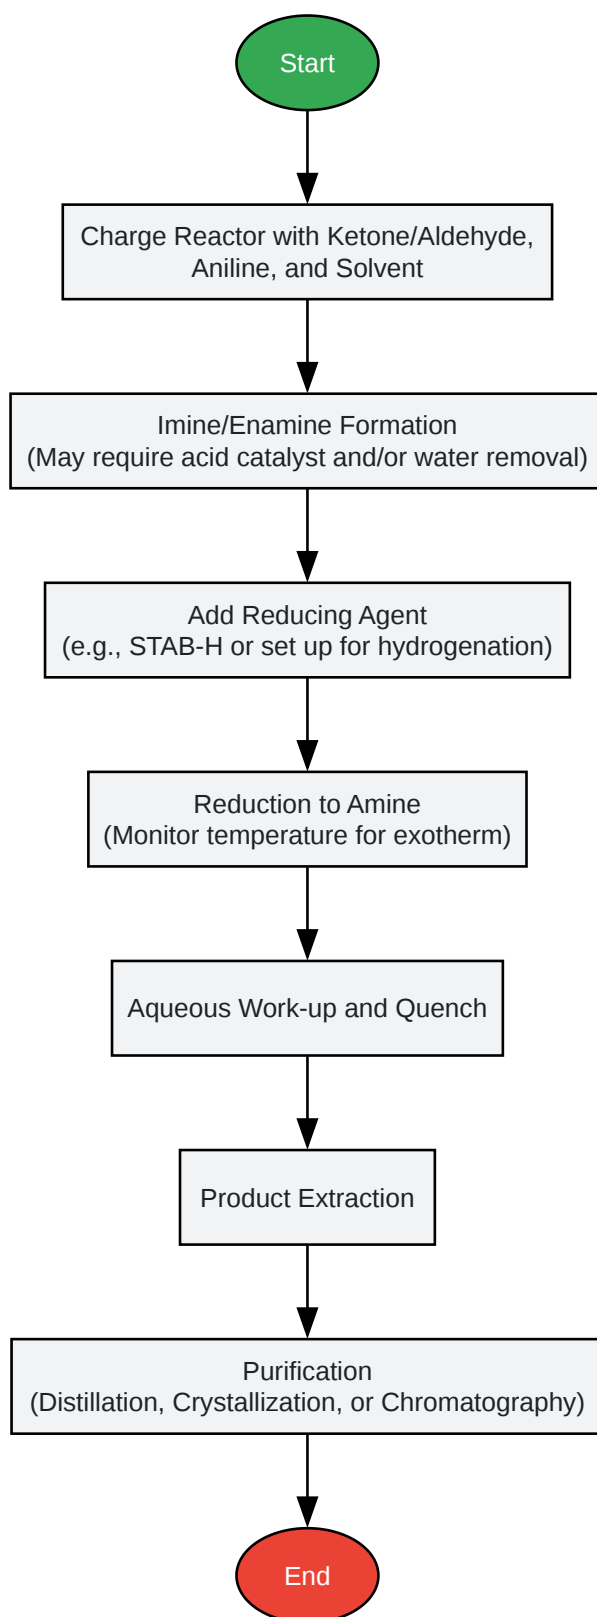 Start
Charge Reactor with Ketone/Aldehyde,
Aniline, and Solvent
Imine/Enamine Formation
(May require acid catalyst and/or water removal)
Add Reducing Agent
(e.g., STAB-H or set up for hydrogenation)
Reduction to Amine
(Monitor temperature for exotherm)
Aqueous Work-up and Quench
Product Extraction
Purification
(Distillation, Crystallization, or Chromatography)
End